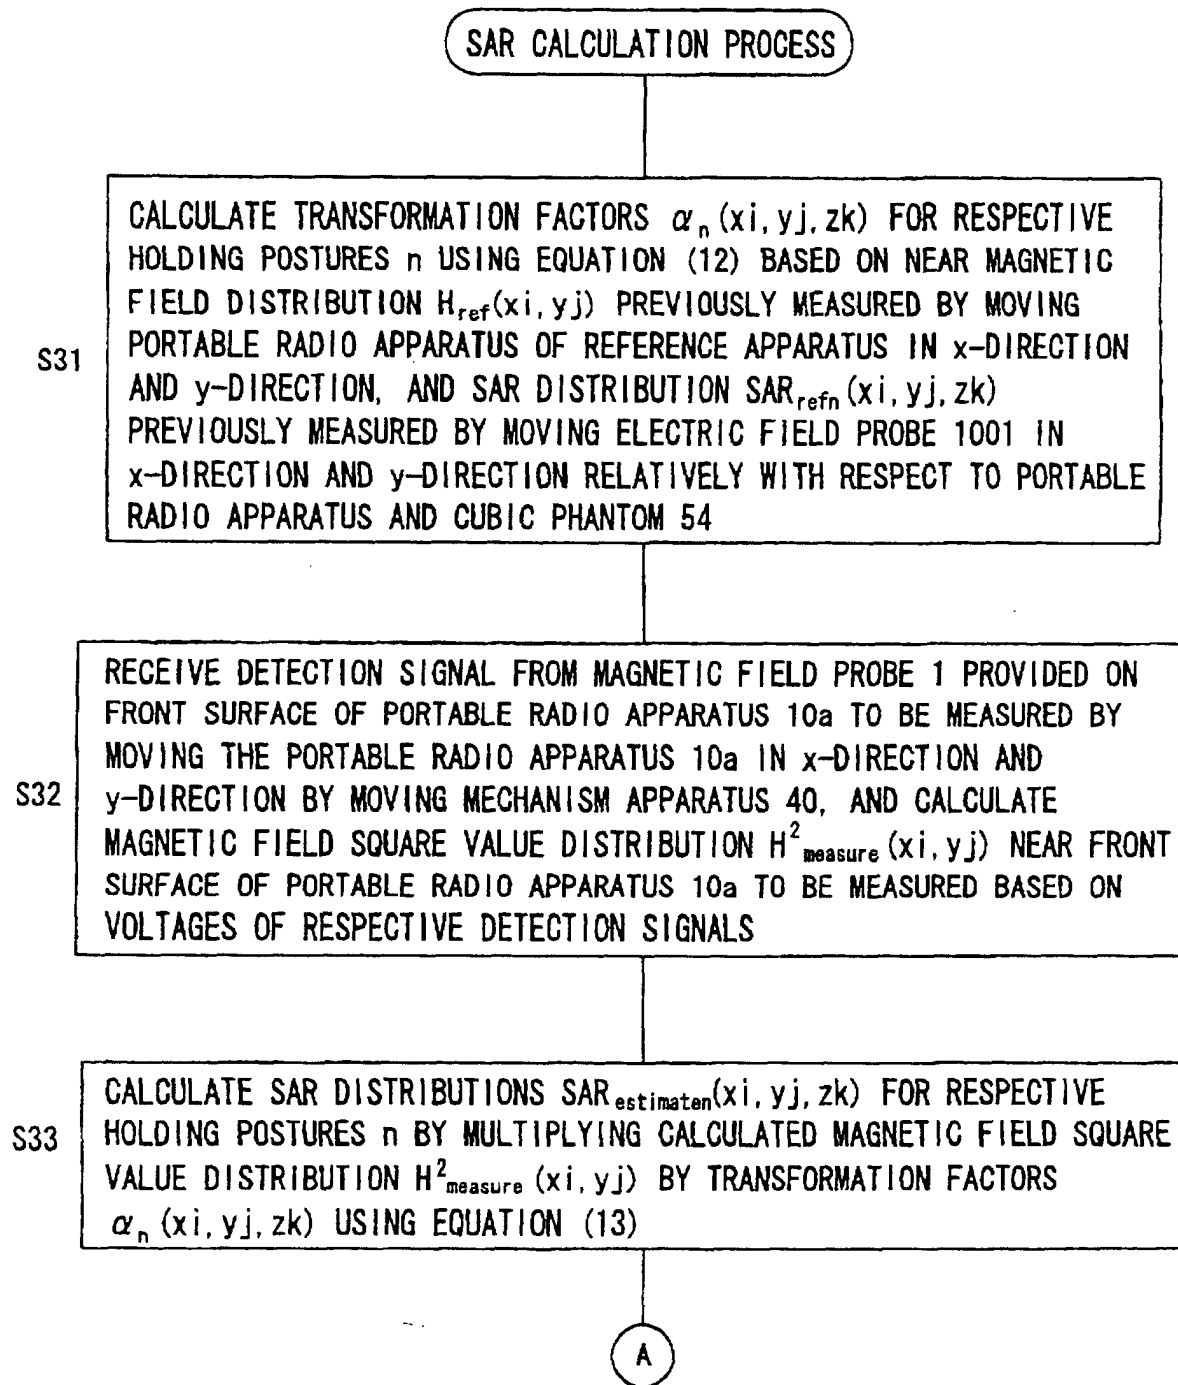 SAR CALCULATION PROCESS
S31
CALCULATE TRANSFORMATION FACTORS αn(xi, yj, zk) FOR RESPECTIVE
HOLDING POSTURES n USING EQUATION (12) BASED ON NEAR MAGNETIC
FIELD DISTRIBUTION Href(xi, yj) PREVIOUSLY MEASURED BY MOVING
PORTABLE RADIO APPARATUS OF REFERENCE APPARATUS IN x-DIRECTION
AND y-DIRECTION, AND SAR DISTRIBUTION SARrefn(xi, yj, zk)
PREVIOUSLY MEASURED BY MOVING ELECTRIC FIELD PROBE 1001 IN
x-DIRECTION AND y-DIRECTION RELATIVELY WITH RESPECT TO PORTABLE
RADIO APPARATUS AND CUBIC PHANTOM 54
S32
RECEIVE DETECTION SIGNAL FROM MAGNETIC FIELD PROBE 1 PROVIDED ON
FRONT SURFACE OF PORTABLE RADIO APPARATUS 10a TO BE MEASURED BY
MOVING THE PORTABLE RADIO APPARATUS 10a IN x-DIRECTION AND
y-DIRECTION BY MOVING MECHANISM APPARATUS 40, AND CALCULATE
MAGNETIC FIELD SQUARE VALUE DISTRIBUTION H²measure(xi, yj) NEAR FRONT
SURFACE OF PORTABLE RADIO APPARATUS 10a TO BE MEASURED BASED ON
VOLTAGES OF RESPECTIVE DETECTION SIGNALS
S33
CALCULATE SAR DISTRIBUTIONS SARestimaten(xi, yj, zk) FOR RESPECTIVE
HOLDING POSTURES n BY MULTIPLYING CALCULATED MAGNETIC FIELD SQUARE
VALUE DISTRIBUTION H²measure(xi, yj) BY TRANSFORMATION FACTORS
αn(xi, yj, zk) USING EQUATION (13)
A